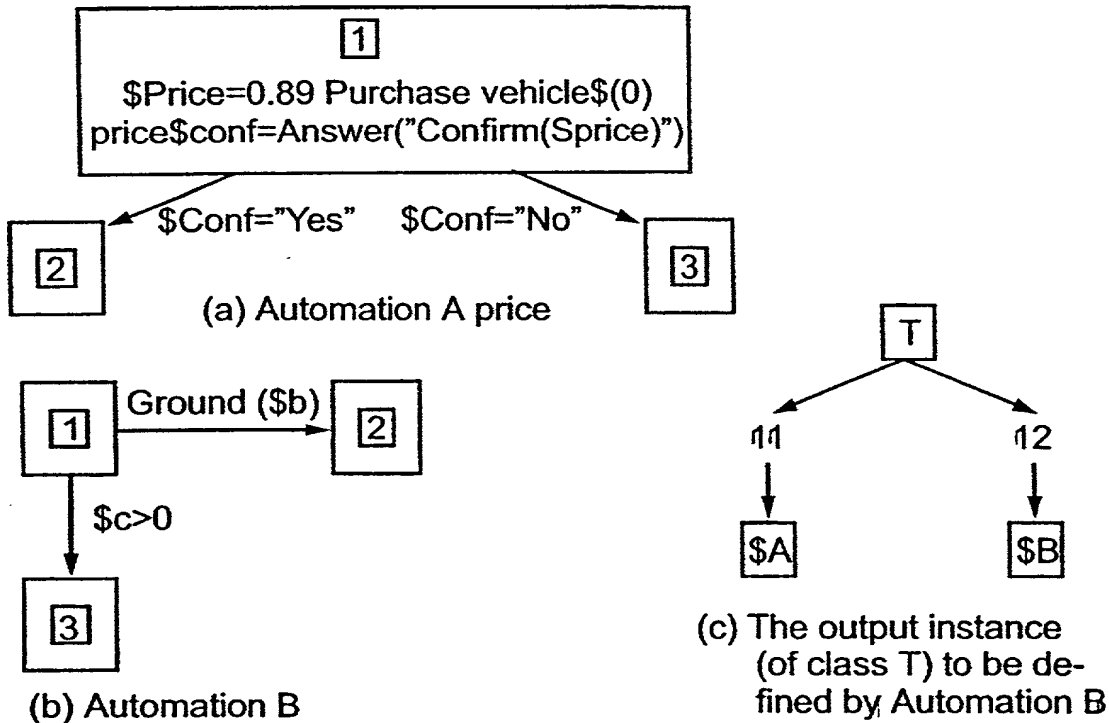 1
$Price=0.89 Purchase vehicle$(0)
price$conf=Answer("Confirm(Sprice)")
$Conf="Yes" $Conf="No"
2
3
(a) Automation A price
T
1
Ground ($b)
2
11
12
$c>0
$A
$B
3
(c) The output instance
(of class T) to be de-
fined by Automation B
(b) Automation B